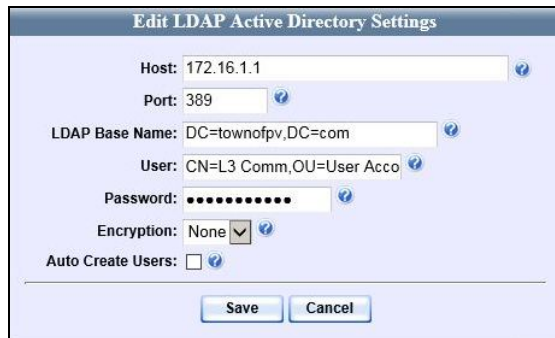 Edit LDAP Active Directory Settings
Host: 172.16.1.1
Port: 389
LDAP Base Name: DC=townofpv,DC=com
User: CN=L3 Comm,OU=User Acco
Password: ●●●●●●●●●●●
Encryption: None
Auto Create Users:
Save Cancel